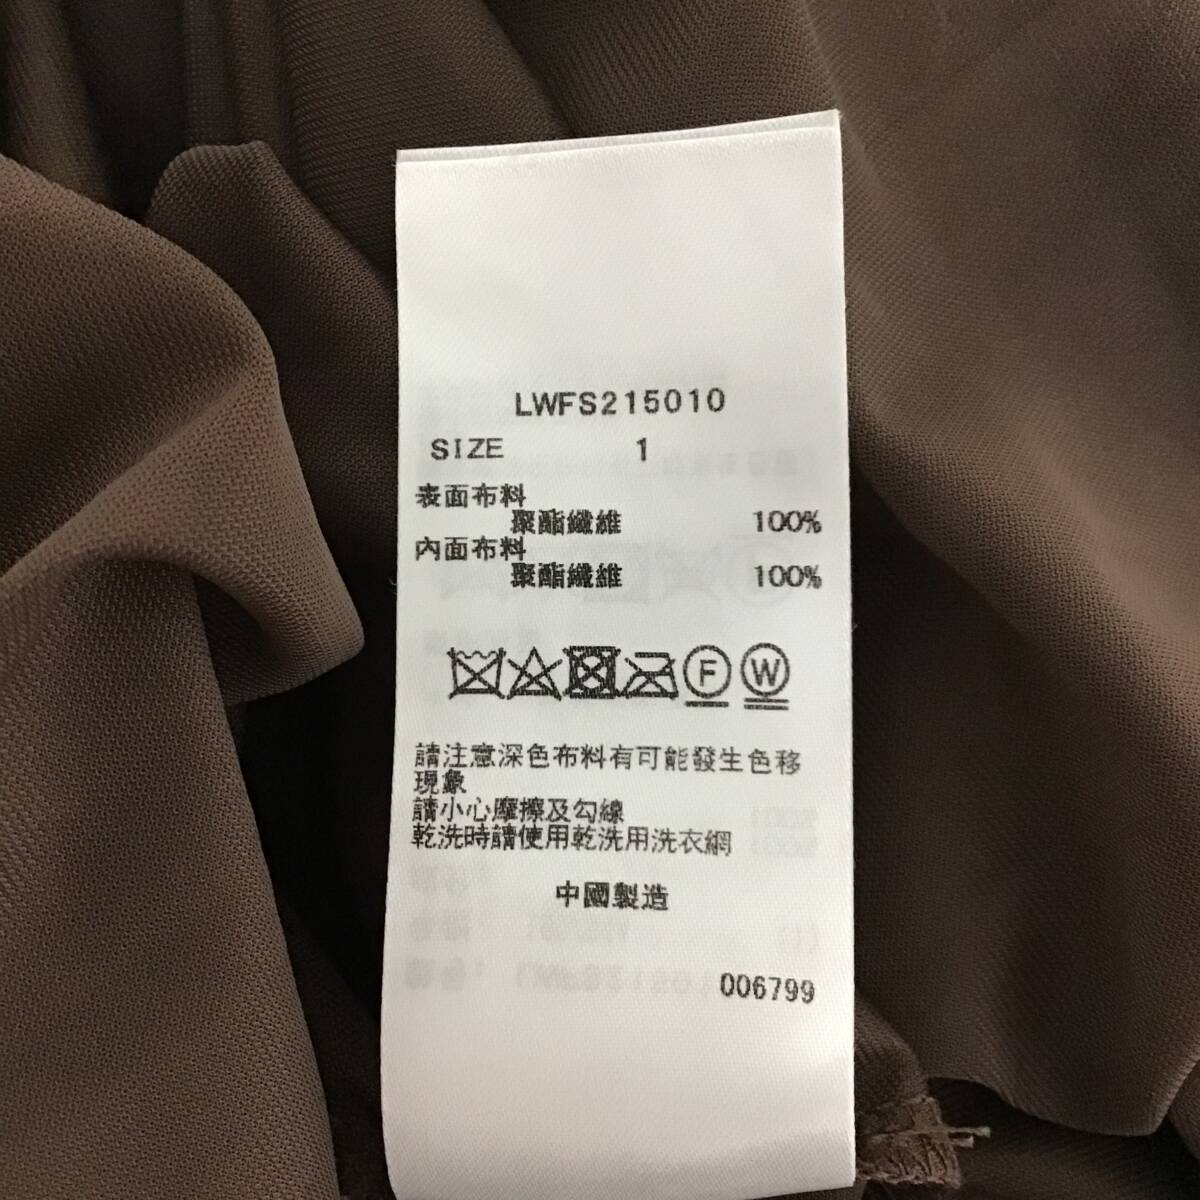 LWFS215010
SIZE 1
表面布料
聚酯纖維 100%
內面布料
聚酯纖維 100%
F W
請注意深色布料有可能發生色移
現象
請小心摩擦及勾線
乾洗時請使用乾洗用洗衣網
中國製造
006799